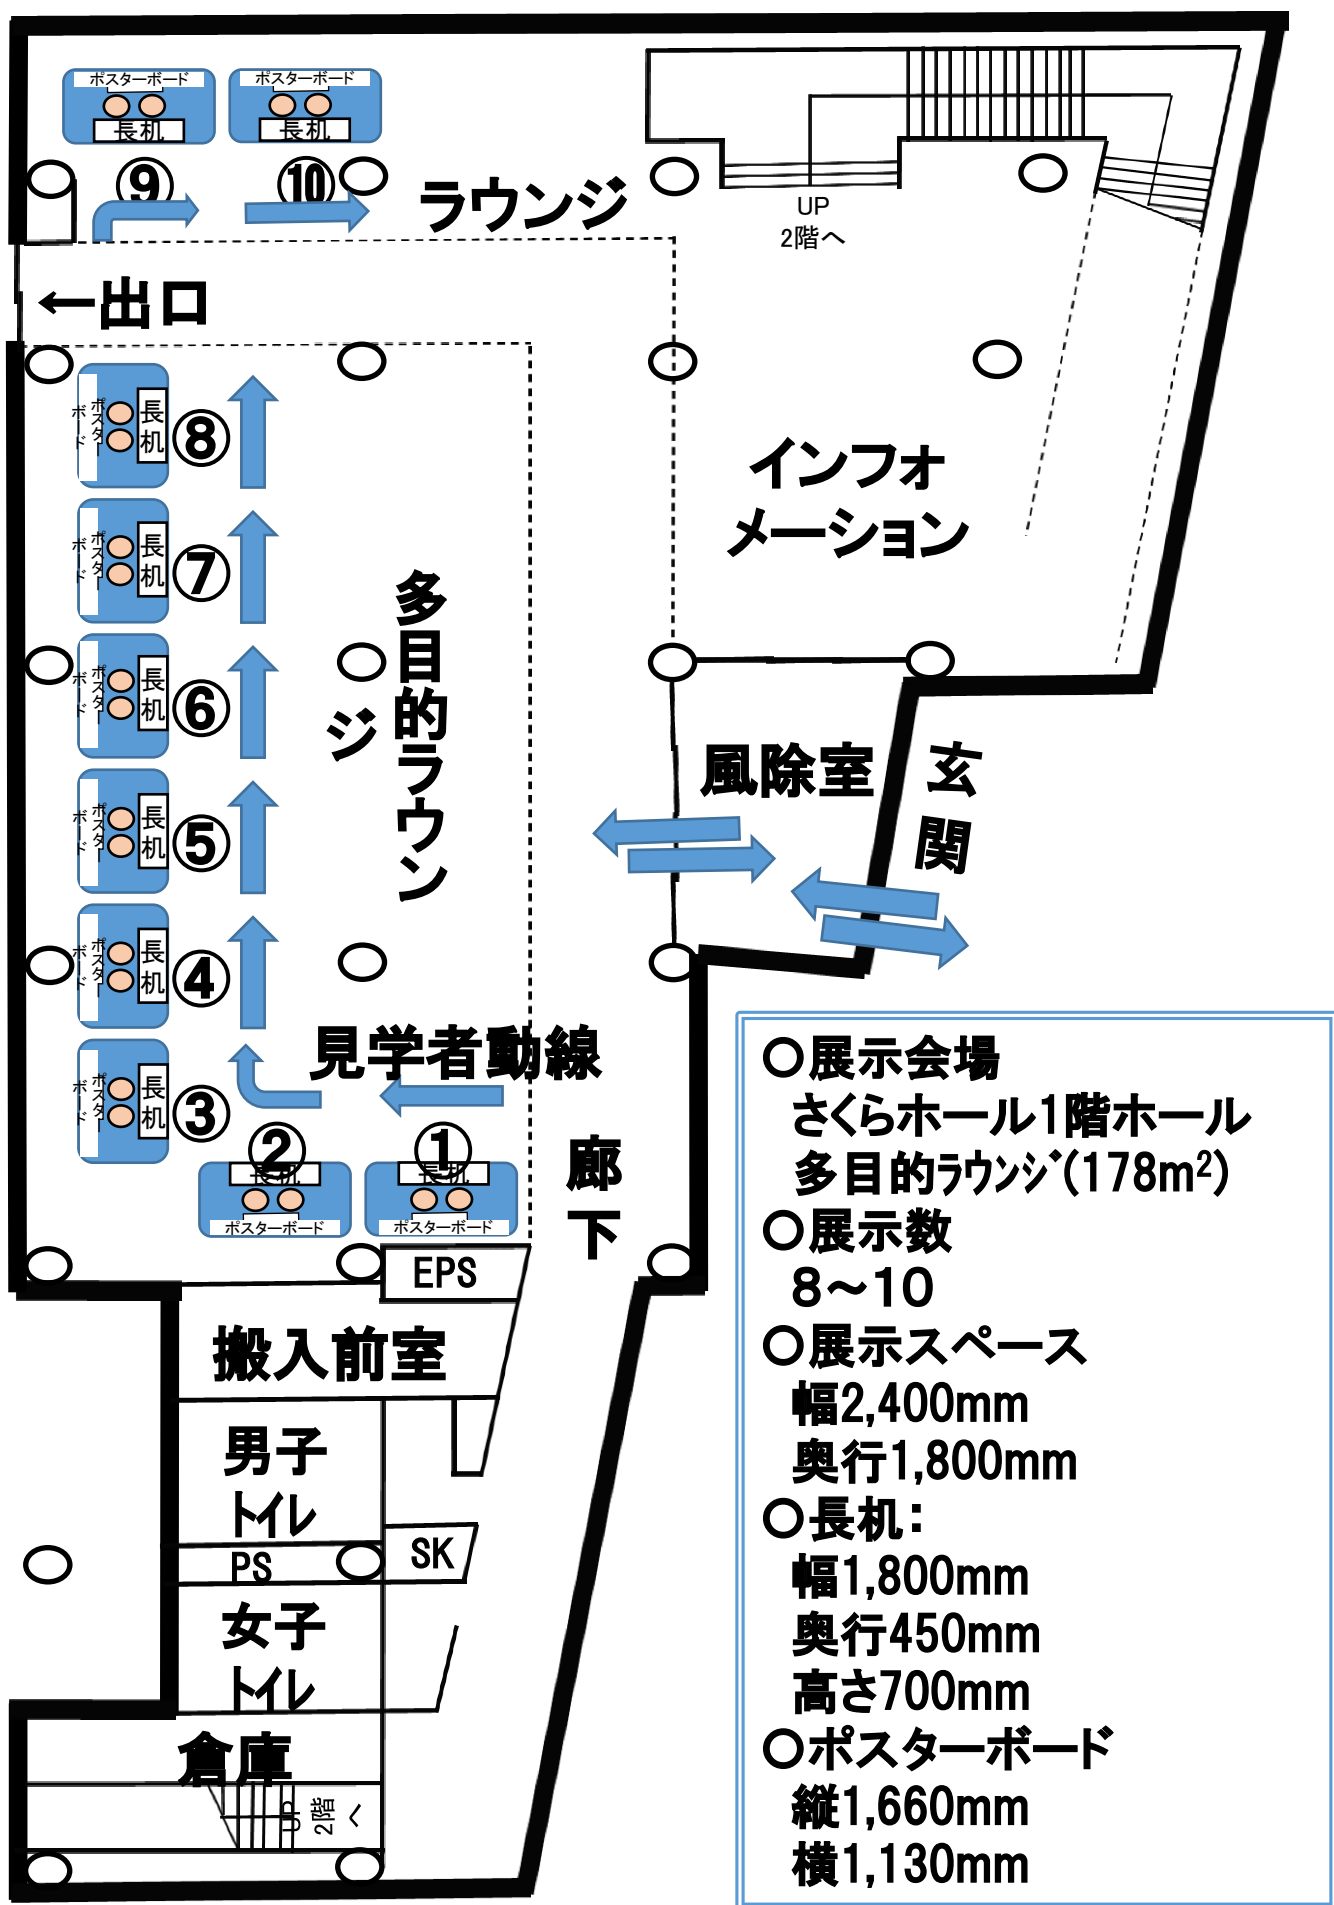 ポスターボード
長机
⑨
ポスターボード
長机
⑩
ラウンジ
UP
2階へ
←出口
ポスター
ボード
長机
⑧
ポスター
ボード
長机
⑦
ポスター
ボード
長机
⑥
ポスター
ボード
長机
⑤
ポスター
ボード
長机
④
ポスター
ボード
長机
③
インフォ
メーション
多目的ラウン
ジ
風除室
玄関
見学者動線
②
長机
ポスターボード
①
長机
ポスターボード
廊下
EPS
搬入前室
男子
トイレ
PS
SK
女子
トイレ
倉庫
UP
2階へ
○展示会場
さくらホール1階ホール
多目的ﾗｳﾝｼﾞ(178m²)
○展示数
8～10
○展示スペース
幅2,400mm
奥行1,800mm
○長机：
幅1,800mm
奥行450mm
高さ700mm
○ポスターボード
縦1,660mm
横1,130mm